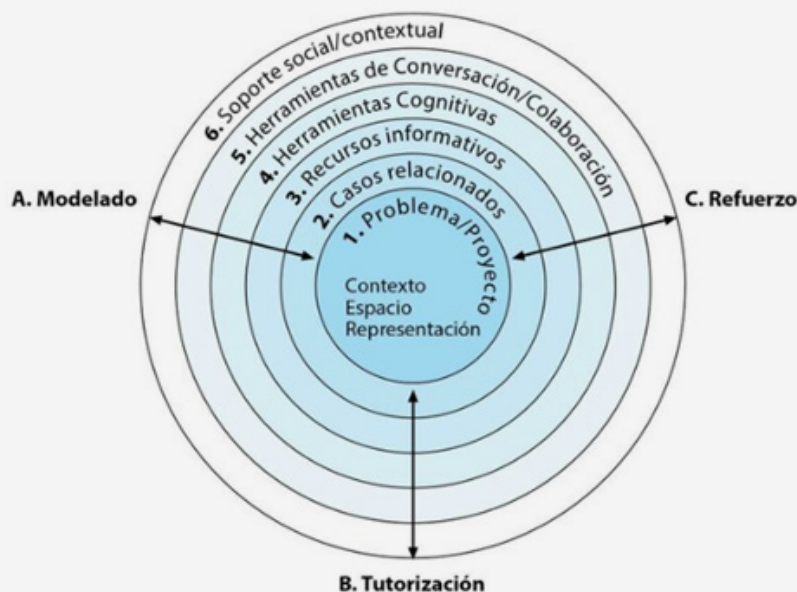 6. Soporte social/contextual
5. Herramientas de Conversación/Colaboración
4. Herramientas Cognitivas
3. Recursos informativos
2. Casos relacionados
1. Problema/Proyecto
A. Modelado
C. Refuerzo
Contexto
Espacio
Representación
B. Tutorización